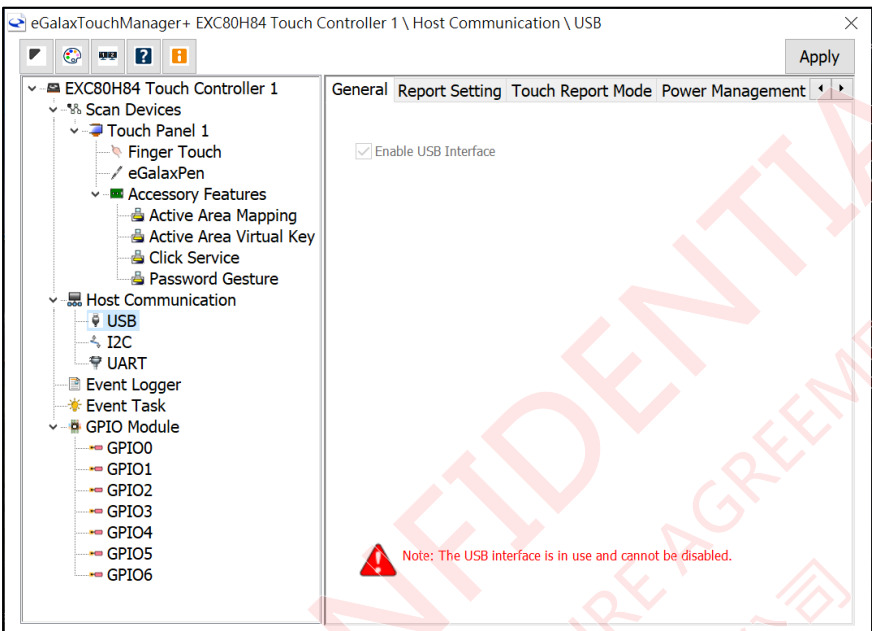 eGalaxTouchManager+ EXC80H84 Touch Controller 1 \ Host Communication \ USB
Apply
EXC80H84 Touch Controller 1
Scan Devices
Touch Panel 1
Finger Touch
eGalaxPen
Accessory Features
Active Area Mapping
Active Area Virtual Key
Click Service
Password Gesture
Host Communication
USB
I2C
UART
Event Logger
Event Task
GPIO Module
GPIO0
GPIO1
GPIO2
GPIO3
GPIO4
GPIO5
GPIO6
General Report Setting Touch Report Mode Power Management
Enable USB Interface
Note: The USB interface is in use and cannot be disabled.